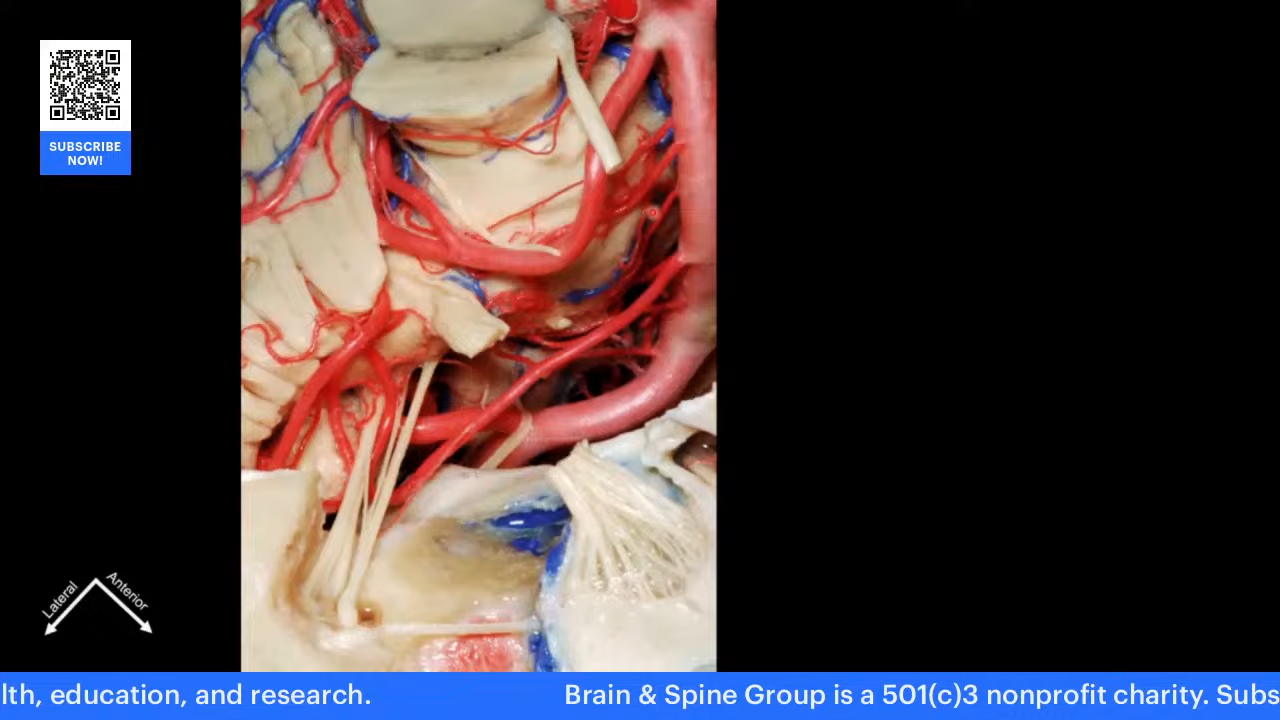 SUBSCRIBE
NOW!
Lateral
Anterior
lth, education, and research. Brain & Spine Group is a 501(c)3 nonprofit charity. Subs